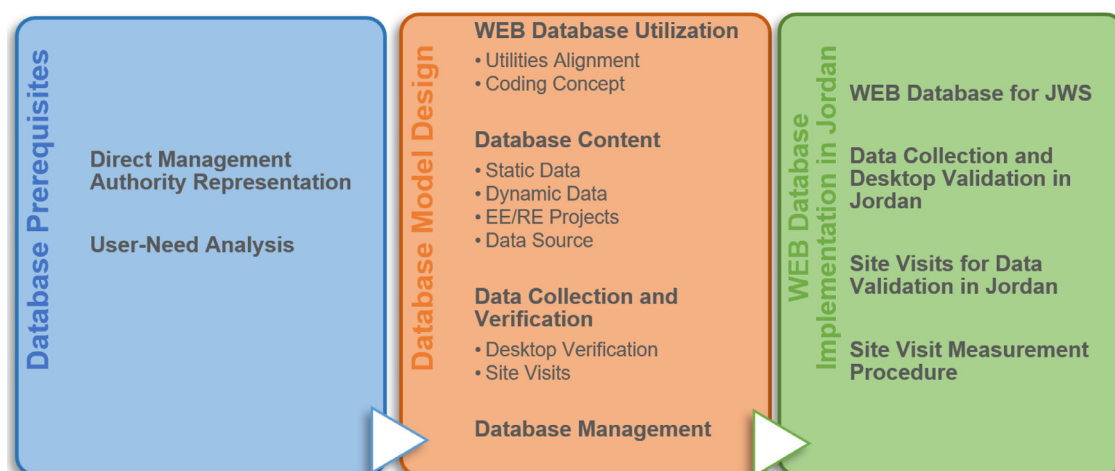 Database Prerequisites
Direct Management
Authority Representation
User-Need Analysis
Database Model Design
WEB Database Utilization
• Utilities Alignment
• Coding Concept
Database Content
• Static Data
• Dynamic Data
• EE/RE Projects
• Data Source
Data Collection and
Verification
• Desktop Verification
• Site Visits
Database Management
WEB Database
Implementation in Jordan
WEB Database for JWS
Data Collection and
Desktop Validation in
Jordan
Site Visits for Data
Validation in Jordan
Site Visit Measurement
Procedure